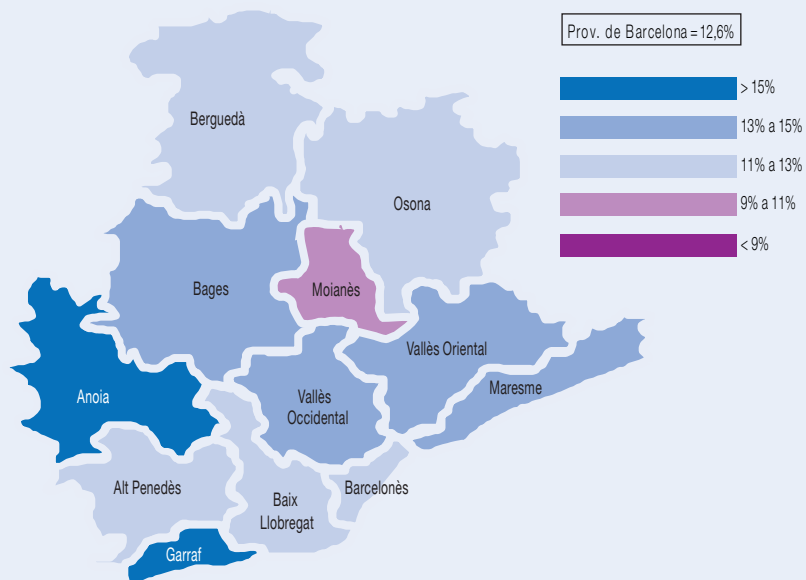 Prov. de Barcelona = 12,6%
> 15%
13% a 15%
11% a 13%
9% a 11%
< 9%
Berguedà
Osona
Bages
Moianès
Vallès Oriental
Maresme
Anoia
Vallès
Occidental
Alt Penedès
Baix
Llobregat
Barcelonès
Garraf